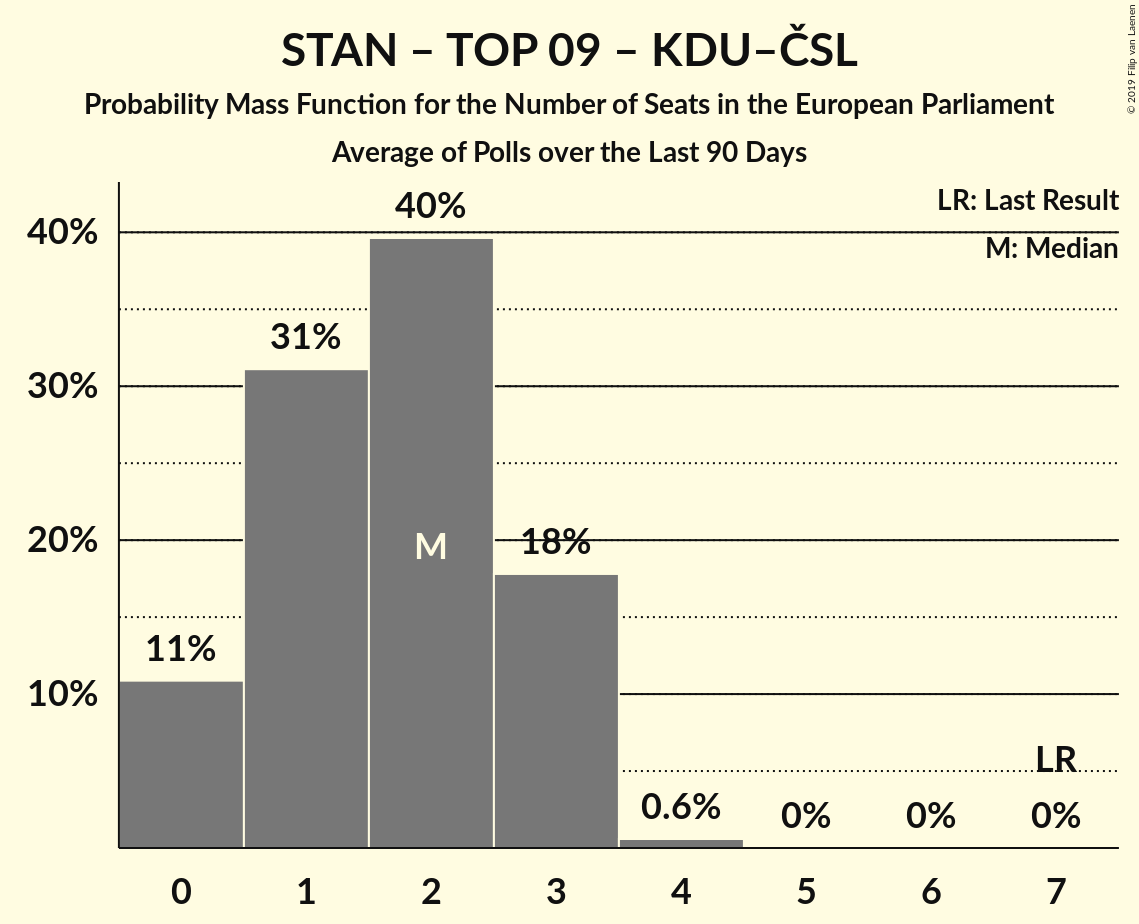 STAN – TOP 09 – KDU–ČSL
Probability Mass Function for the Number of Seats in the European Parliament
Average of Polls over the Last 90 Days
© 2019 Filip van Laenen
LR: Last Result
M: Median
40%
30%
20%
10%
11%
31%
40%
M
18%
0.6%
0%
0%
LR
0%
0 1 2 3 4 5 6 7